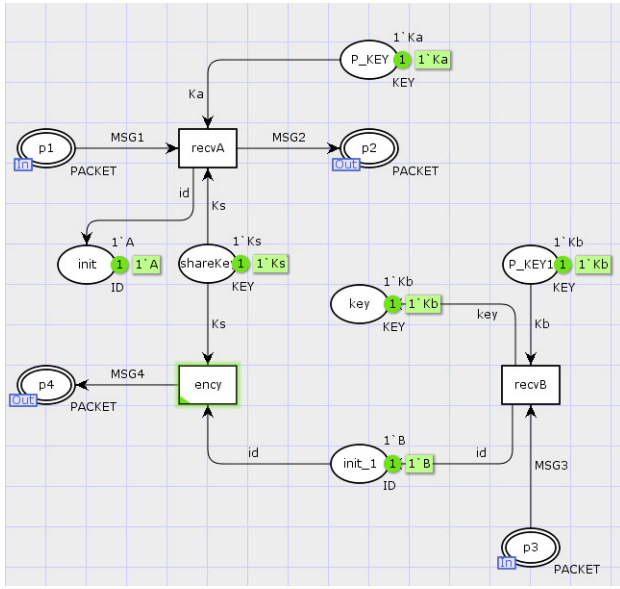 1`Ka
P_KEY 1 1`Ka
KEY
Ka
p1 MSG1 recvA MSG2 p2
In PACKET Out PACKET
id Ks
1`A 1`Ks 1`Kb
init 1 1`A shareKey 1 1`Ks P_KEY1 1 1`Kb
ID KEY KEY
1`Kb
key 1 1`Kb key
KEY
Ks Kb
p4 MSG4 ency recvB
Out PACKET
1`B
id init_1 1 1`B id MSG3
ID
p3
In PACKET